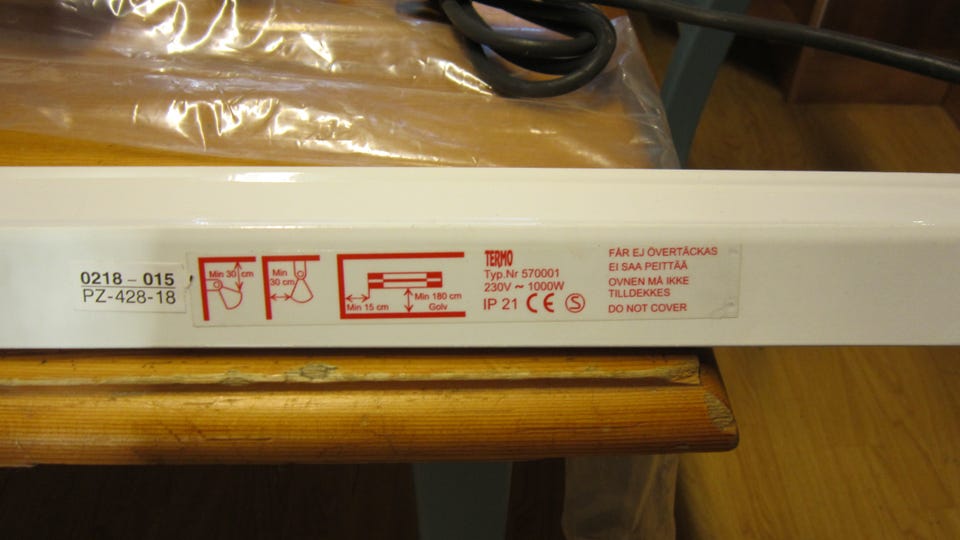 0218 - 015
PZ-428-18
Min 30 cm
Min
30 cm
Min 15 cm
Min 180 cm
Golv
TERMO
Typ.Nr 570001
230V ~ 1000W
IP 21 CE S
FÅR EJ ÖVERTÄCKAS
EI SAA PEITTÄÄ
OVNEN MÅ IKKE
TILLDEKKES
DO NOT COVER